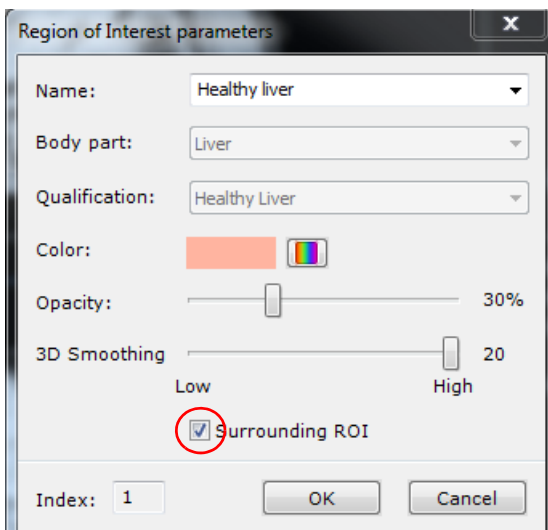 Region of Interest parameters x
Name: Healthy liver
Body part: Liver
Qualification: Healthy Liver
Color:
Opacity: 30%
3D Smoothing 20
Low High
Surrounding ROI
Index: 1 OK Cancel